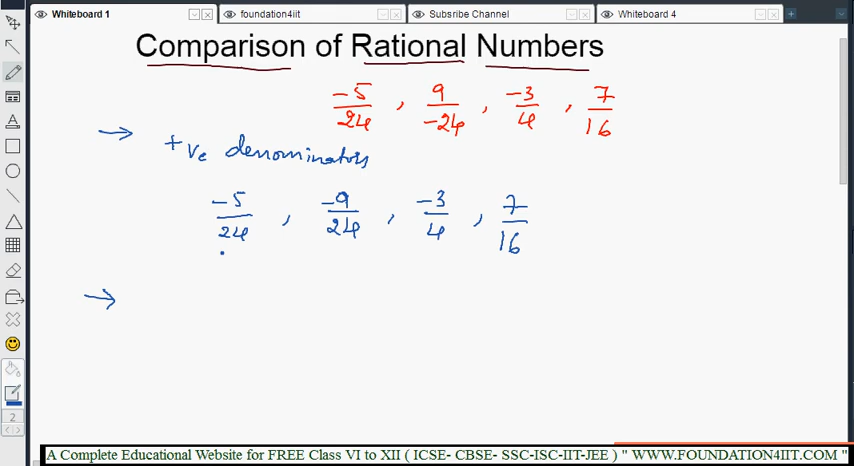 Whiteboard 1 foundation4iit Subsribe Channel Whiteboard 4
Comparison of Rational Numbers
-5/24 , 9/-24 , -3/4 , 7/16
→ +ve denominators
-5/24 , -9/24 , -3/4 , 7/16
→
2
A Complete Educational Website for FREE Class VI to XII ( ICSE- CBSE- SSC-ISC-IIT-JEE ) " WWW.FOUNDATION4IIT.COM "